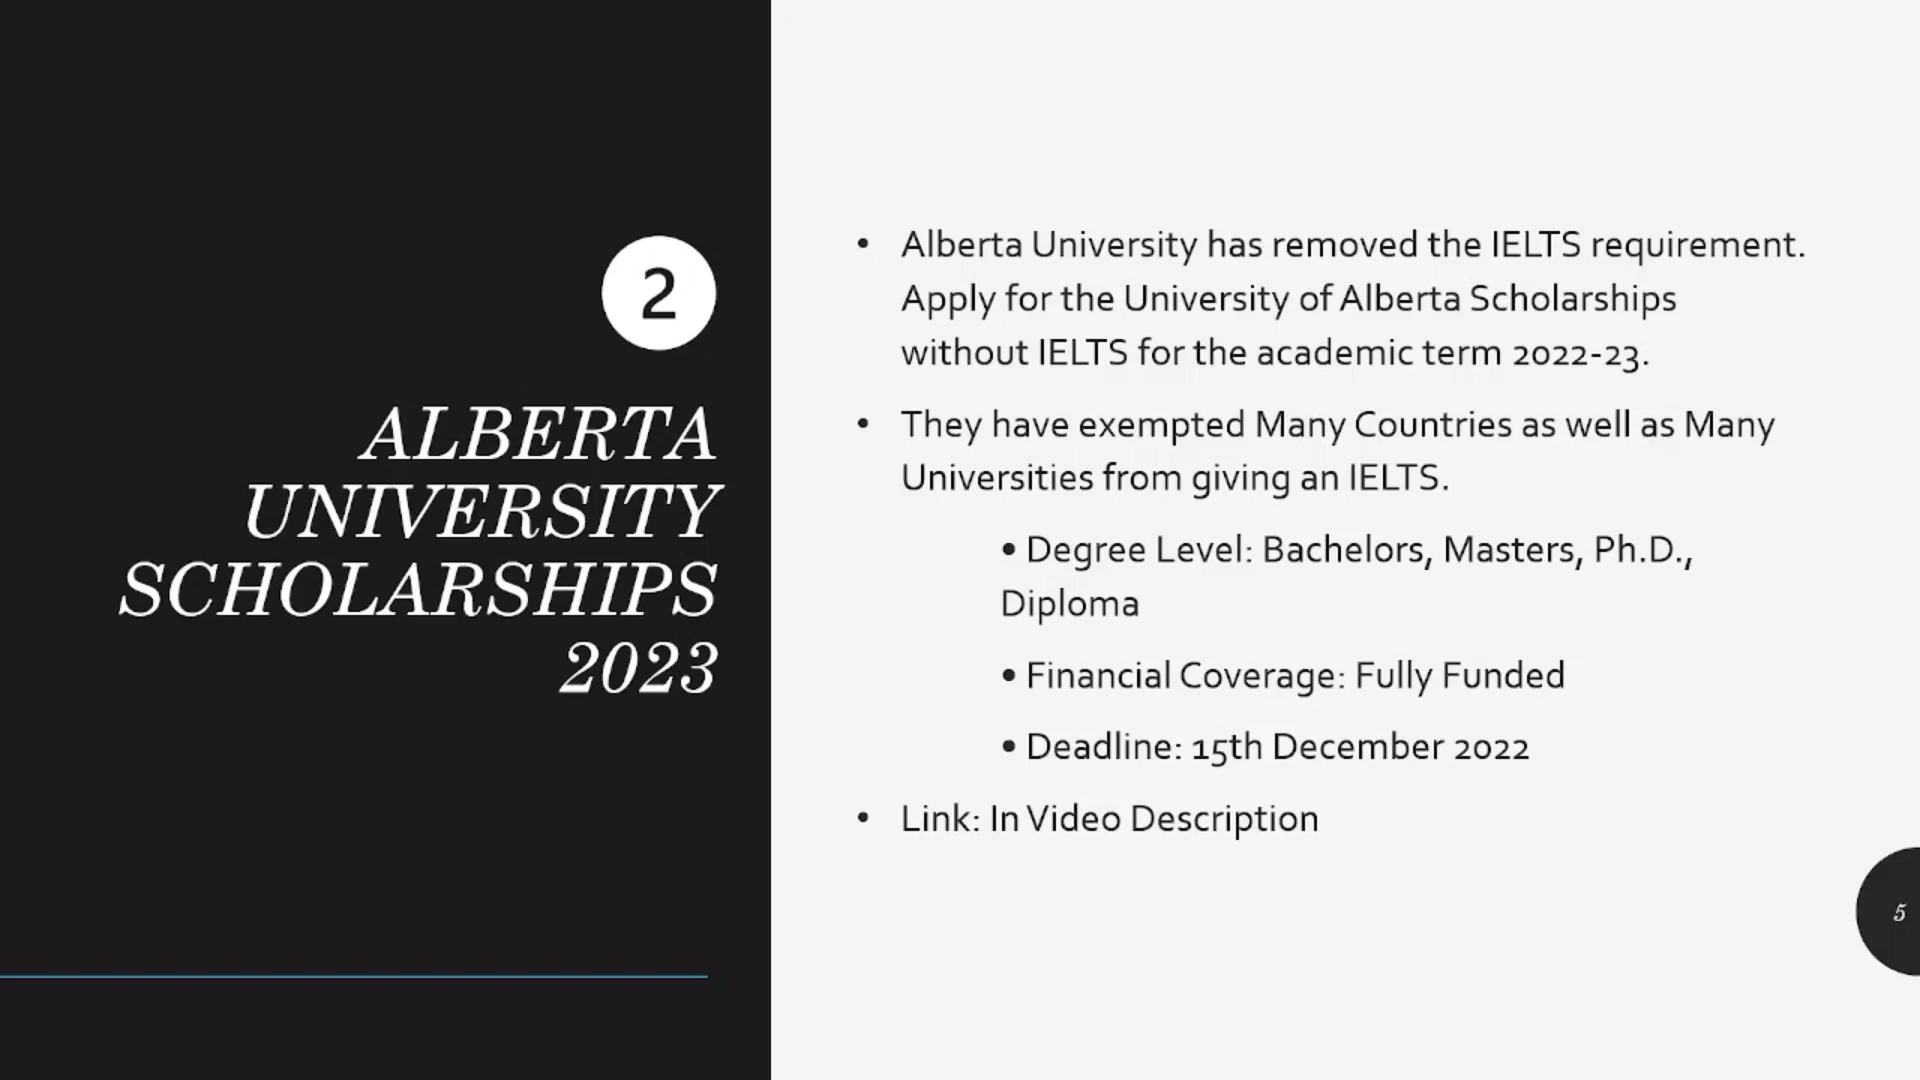 2
ALBERTA
UNIVERSITY
SCHOLARSHIPS
2023
• Alberta University has removed the IELTS requirement.
Apply for the University of Alberta Scholarships
without IELTS for the academic term 2022-23.
• They have exempted Many Countries as well as Many
Universities from giving an IELTS.
• Degree Level: Bachelors, Masters, Ph.D.,
Diploma
• Financial Coverage: Fully Funded
• Deadline: 15th December 2022
• Link: In Video Description
5